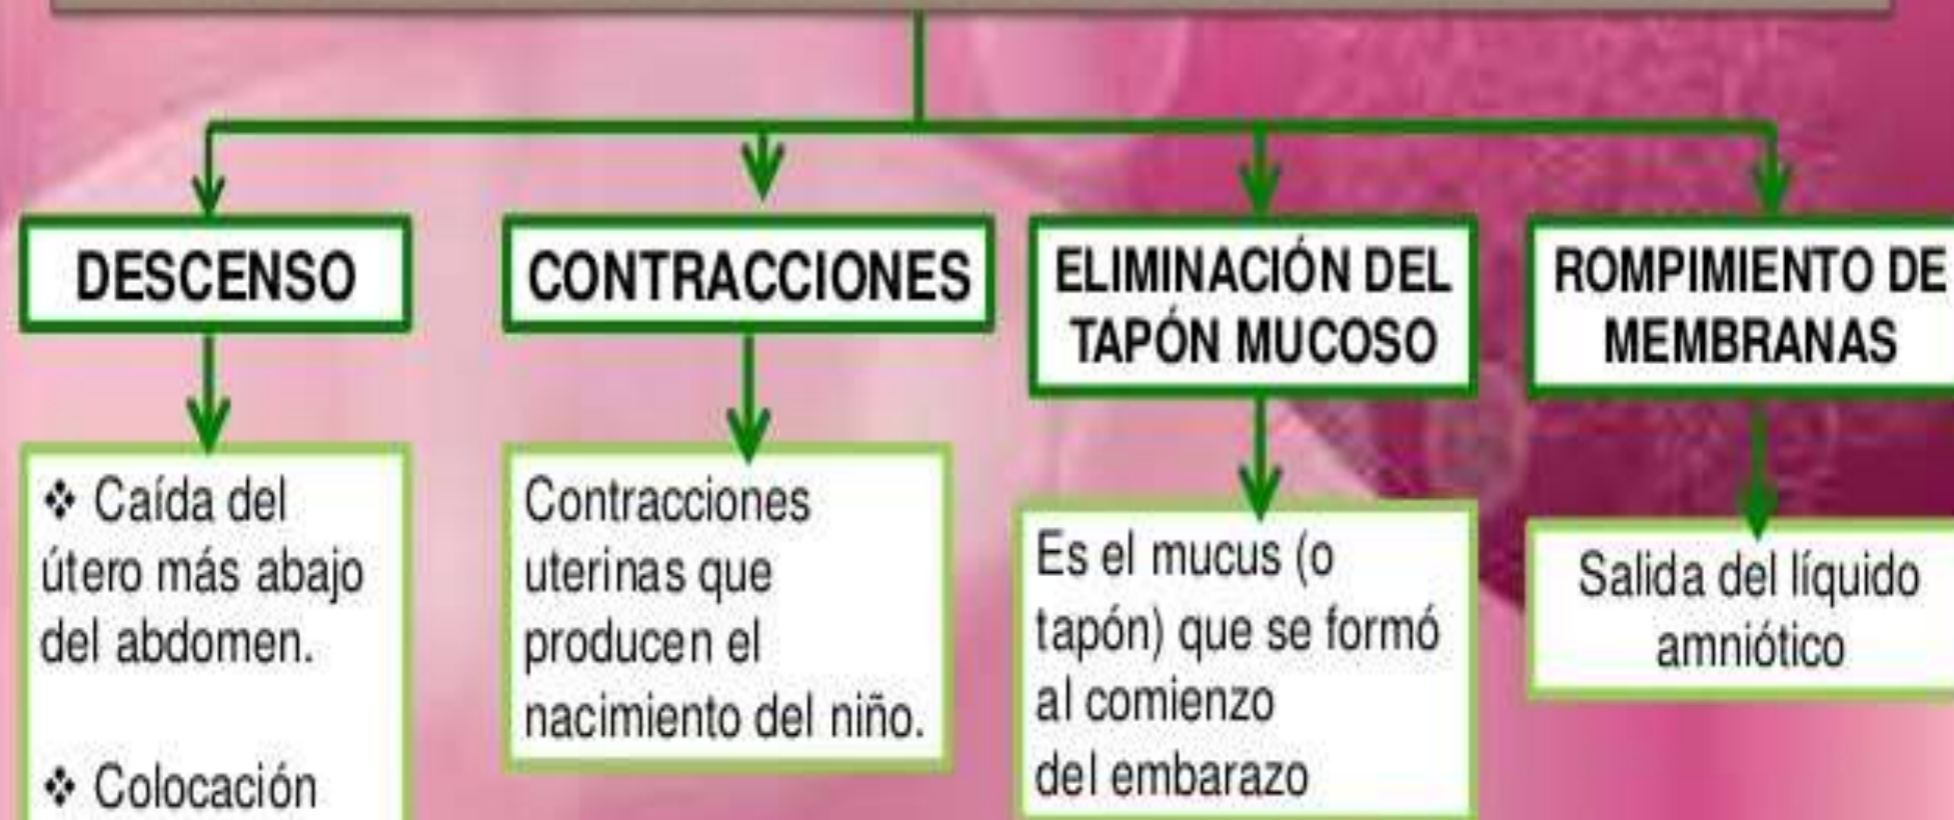 DESCENSO
❖ Caída del
útero más abajo
del abdomen.
❖ Colocación
CONTRACCIONES
Contracciones
uterinas que
producen el
nacimiento del niño.
ELIMINACIÓN DEL
TAPÓN MUCOSO
Es el mucus (o
tapón) que se formó
al comienzo
del embarazo
ROMPIMIENTO DE
MEMBRANAS
Salida del líquido
amniótico